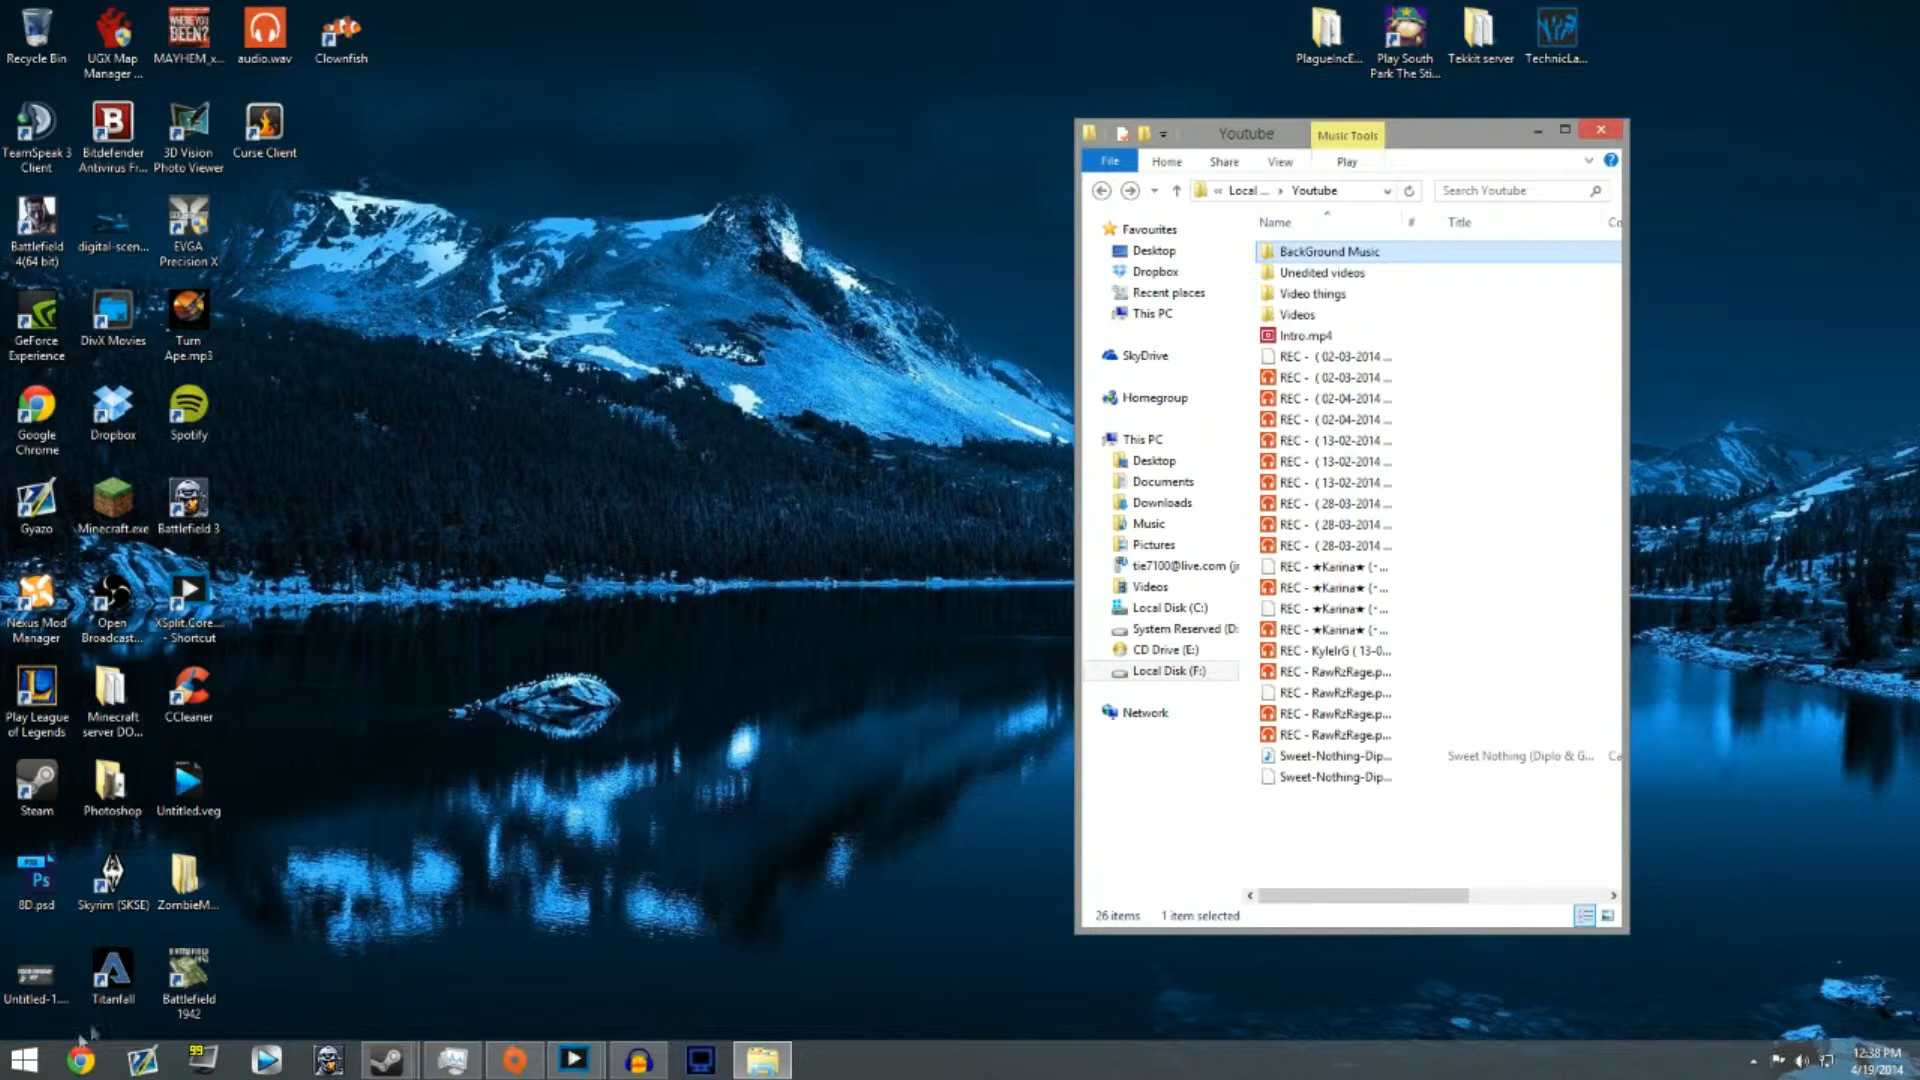 Recycle Bin
UGX Map
Manager ...
MAYHEM_x...
audio.wav
Clownfish
PlagueIncE...
Play South
Park The Sti...
Tekkit server
TechnicLa...
TeamSpeak 3
Client
Bitdefender
Antivirus Fr...
3D Vision
Photo Viewer
Curse Client
Battlefield
4(64 bit)
digital-scen...
EVGA
Precision X
GeForce
Experience
DivX Movies
Turn
Ape.mp3
Google
Chrome
Dropbox
Spotify
Gyazo
Minecraft.exe
Battlefield 3
Nexus Mod
Manager
Open
Broadcast...
XSplit.Core....
- Shortcut
Play League
of Legends
Minecraft
server DO...
CCleaner
Steam
Photoshop
Untitled.veg
PSD
Ps
8D.psd
Skyrim (SKSE)
ZombieM...
Untitled-1....
Titanfall
Battlefield
1942
Youtube
Music Tools
File
Home
Share
View
Play
« Local ... › Youtube
Search Youtube
Name
#
Title
Co
Favourites
Desktop
Dropbox
Recent places
This PC
SkyDrive
Homegroup
This PC
Desktop
Documents
Downloads
Music
Pictures
tie7100@live.com (jr
Videos
Local Disk (C:)
System Reserved (D:
CD Drive (E:)
Local Disk (F:)
Network
BackGround Music
Unedited videos
Video things
Videos
Intro.mp4
REC - ( 02-03-2014 ...
REC - ( 02-03-2014 ...
REC - ( 02-04-2014 ...
REC - ( 02-04-2014 ...
REC - ( 13-02-2014 ...
REC - ( 13-02-2014 ...
REC - ( 13-02-2014 ...
REC - ( 28-03-2014 ...
REC - ( 28-03-2014 ...
REC - ( 28-03-2014 ...
REC - ★Karina★ (·...
REC - ★Karina★ (·...
REC - ★Karina★ (·...
REC - ★Karina★ (·...
REC - KyleIrG ( 13-0...
REC - RawRzRage.p...
REC - RawRzRage.p...
REC - RawRzRage.p...
REC - RawRzRage.p...
Sweet-Nothing-Dip...
Sweet Nothing (Diplo & G...
Ca
Sweet-Nothing-Dip...
26 items
1 item selected
99
12:38 PM
4/19/2014